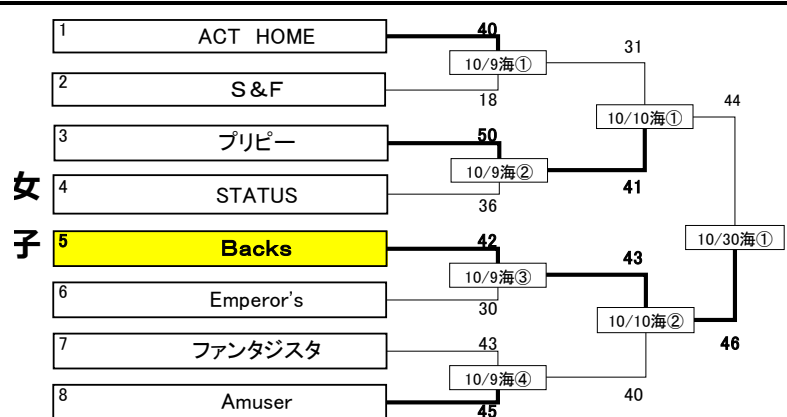 女子
1 ACT HOME
40
10/9海①
2 S&F
18
31
10/10海①
3 プリピー
50
10/9海②
4 STATUS
36
41
44
10/30海①
5 Backs
42
10/9海③
6 Emperor's
30
43
10/10海②
46
7 ファンタジスタ
43
10/9海④
8 Amuser
45
40